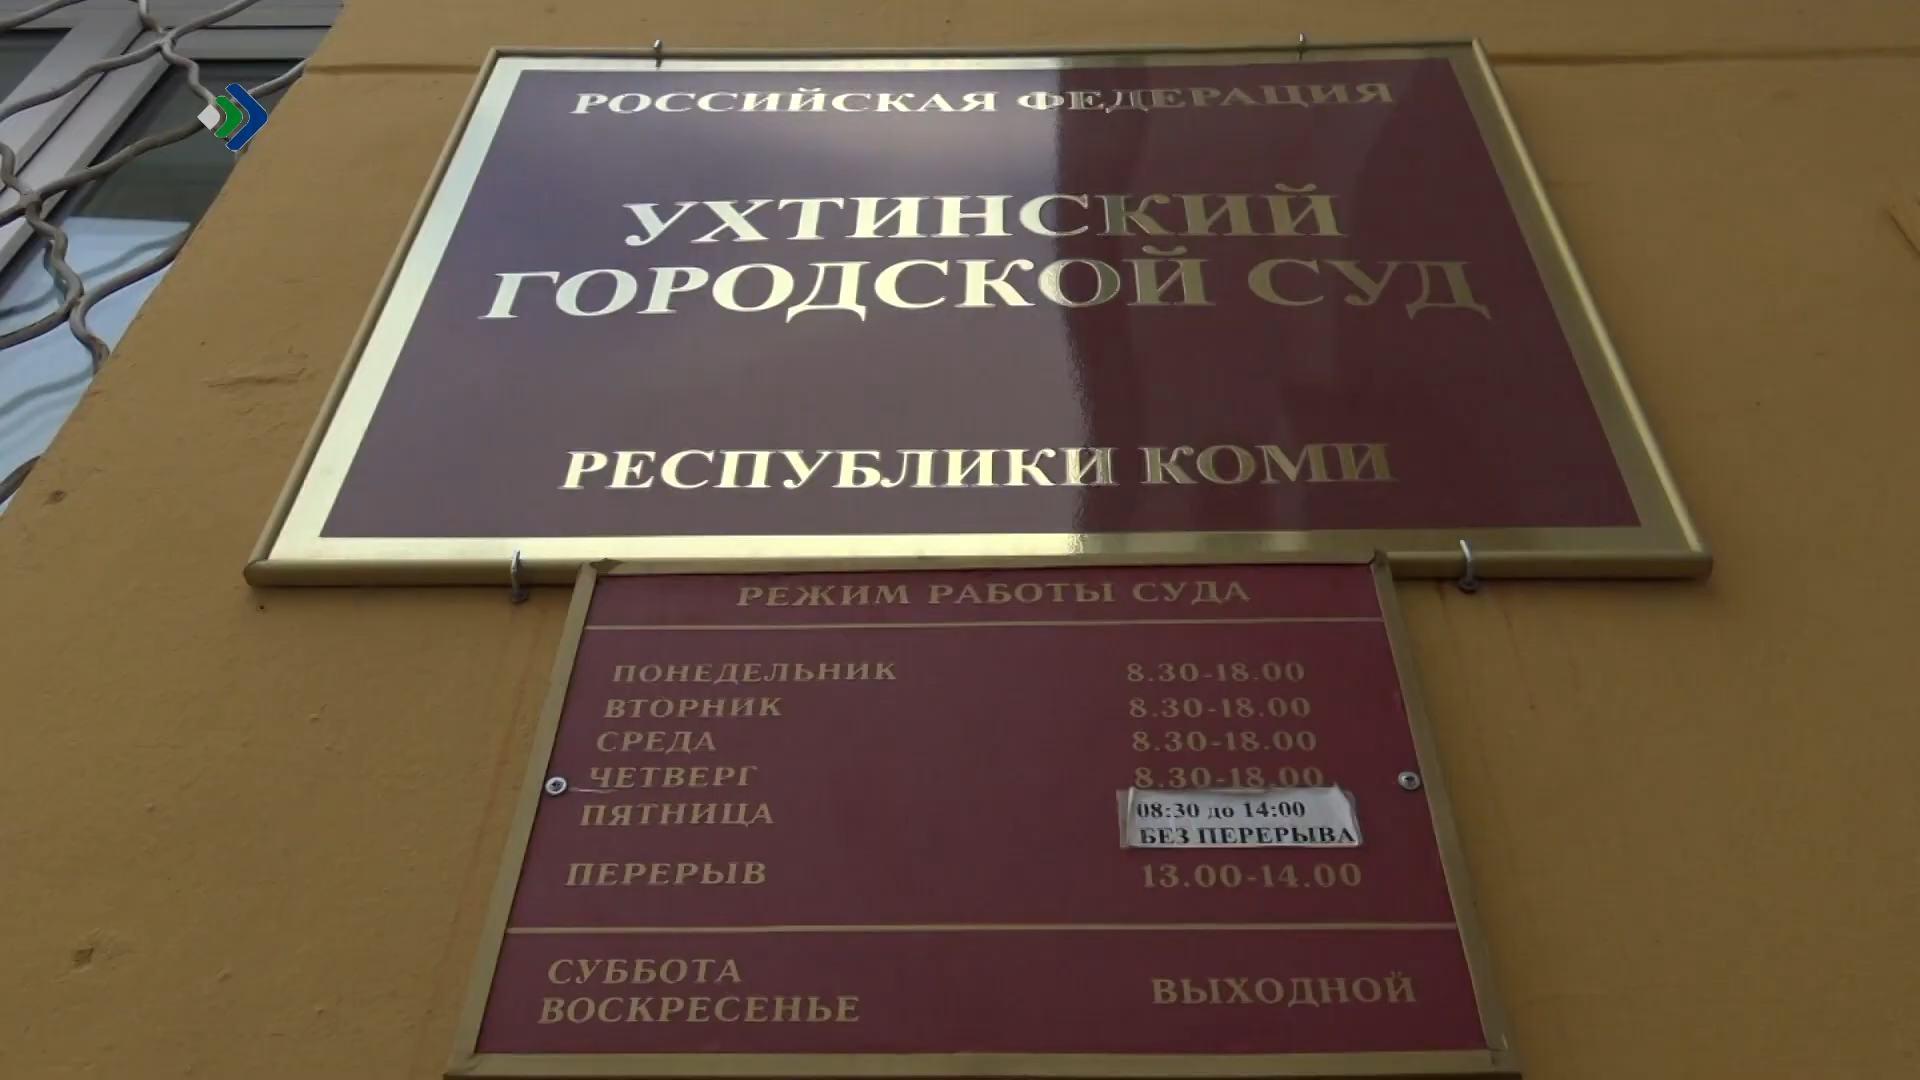 РОССИЙСКАЯ ФЕДЕРАЦИЯ
УХТИНСКИЙ
ГОРОДСКОЙ СУД
РЕСПУБЛИКИ КОМИ
РЕЖИМ РАБОТЫ СУДА
ПОНЕДЕЛЬНИК 8.30-18.00
ВТОРНИК 8.30-18.00
СРЕДА 8.30-18.00
ЧЕТВЕРГ 8.30-18.00
ПЯТНИЦА 08:30 до 14:00
БЕЗ ПЕРЕРЫВА
ПЕРЕРЫВ 13.00-14.00
СУББОТА
ВОСКРЕСЕНЬЕ ВЫХОДНОЙ